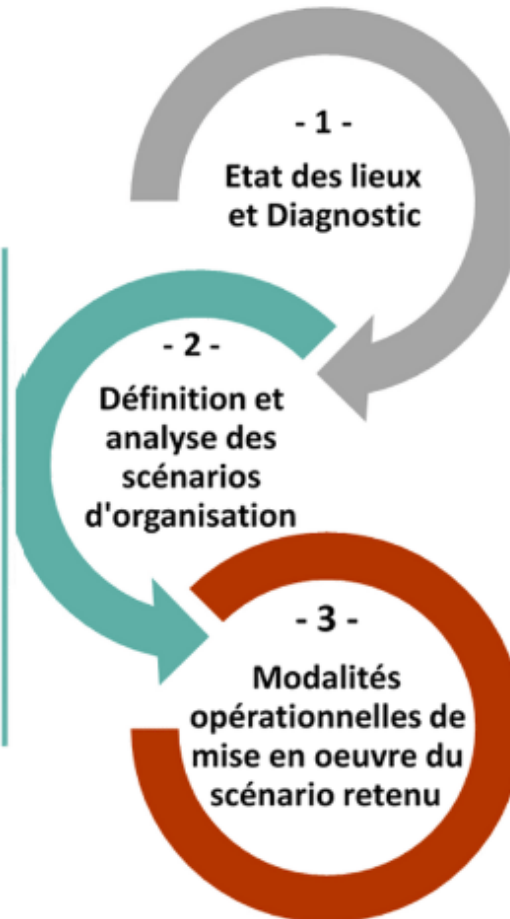 - 1 -
Etat des lieux
et Diagnostic
- 2 -
Définition et
analyse des
scénarios
d'organisation
- 3 -
Modalités
opérationnelles de
mise en oeuvre du
scénario retenu